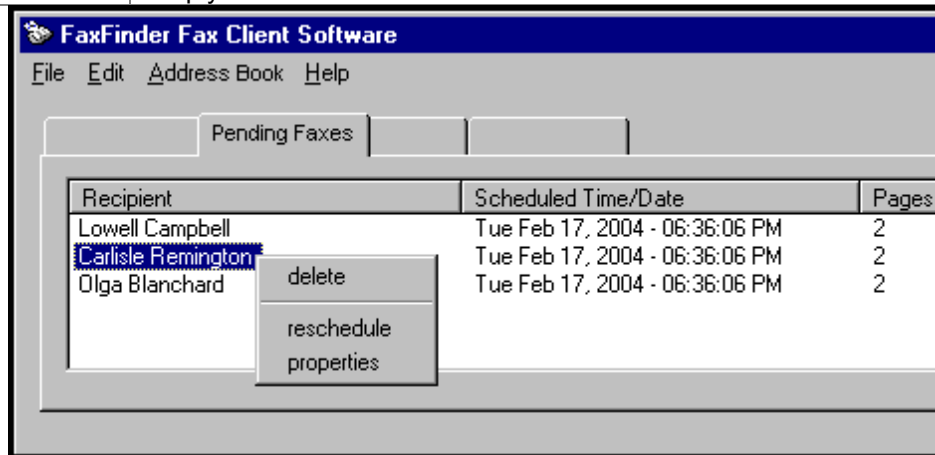 FaxFinder Fax Client Software
File Edit Address Book Help
Pending Faxes
Recipient Scheduled Time/Date Pages
Lowell Campbell Tue Feb 17, 2004 - 06:36:06 PM 2
Carlisle Remington Tue Feb 17, 2004 - 06:36:06 PM 2
Olga Blanchard Tue Feb 17, 2004 - 06:36:06 PM 2
delete
reschedule
properties